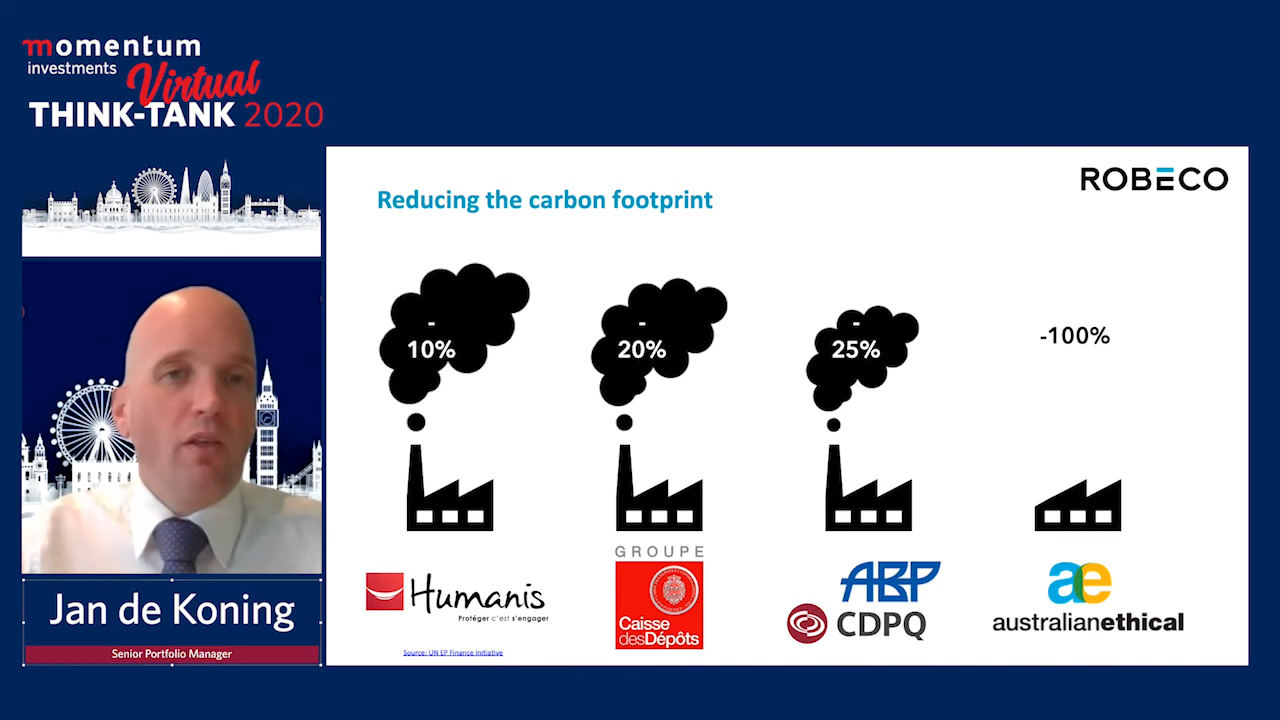 momentum
investments
Virtual
THINK-TANK 2020
ROBECO
Reducing the carbon footprint
-
10%
-
20%
-
25%
-100%
Humanis
Protéger c'est s'engager
GROUPE
Caisse
desDépôts
ABP
CDPQ
ae
australianethical
Source: UN EP Finance Initiative
Jan de Koning
Senior Portfolio Manager